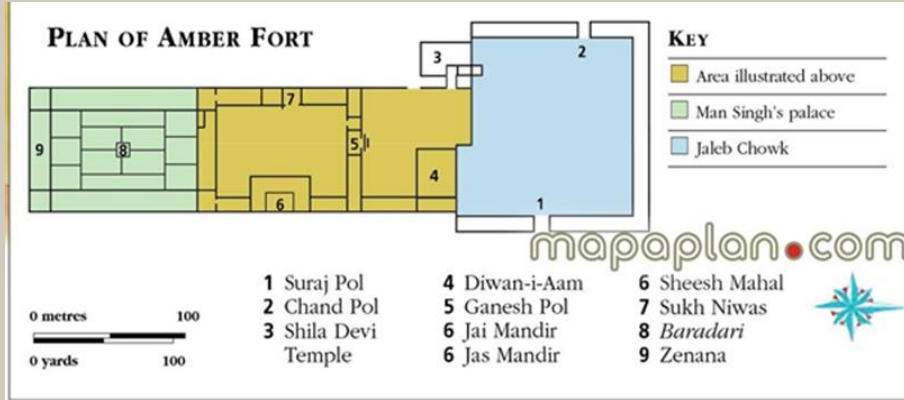 PLAN OF AMBER FORT
KEY
Area illustrated above
Man Singh's palace
Jaleb Chowk
2
3
7
9
8
5
4
6
1
mapaplan.com
1 Suraj Pol
2 Chand Pol
3 Shila Devi
Temple
4 Diwan-i-Aam
5 Ganesh Pol
6 Jai Mandir
6 Jas Mandir
6 Sheesh Mahal
7 Sukh Niwas
8 Baradari
9 Zenana
0 metres 100
0 yards 100